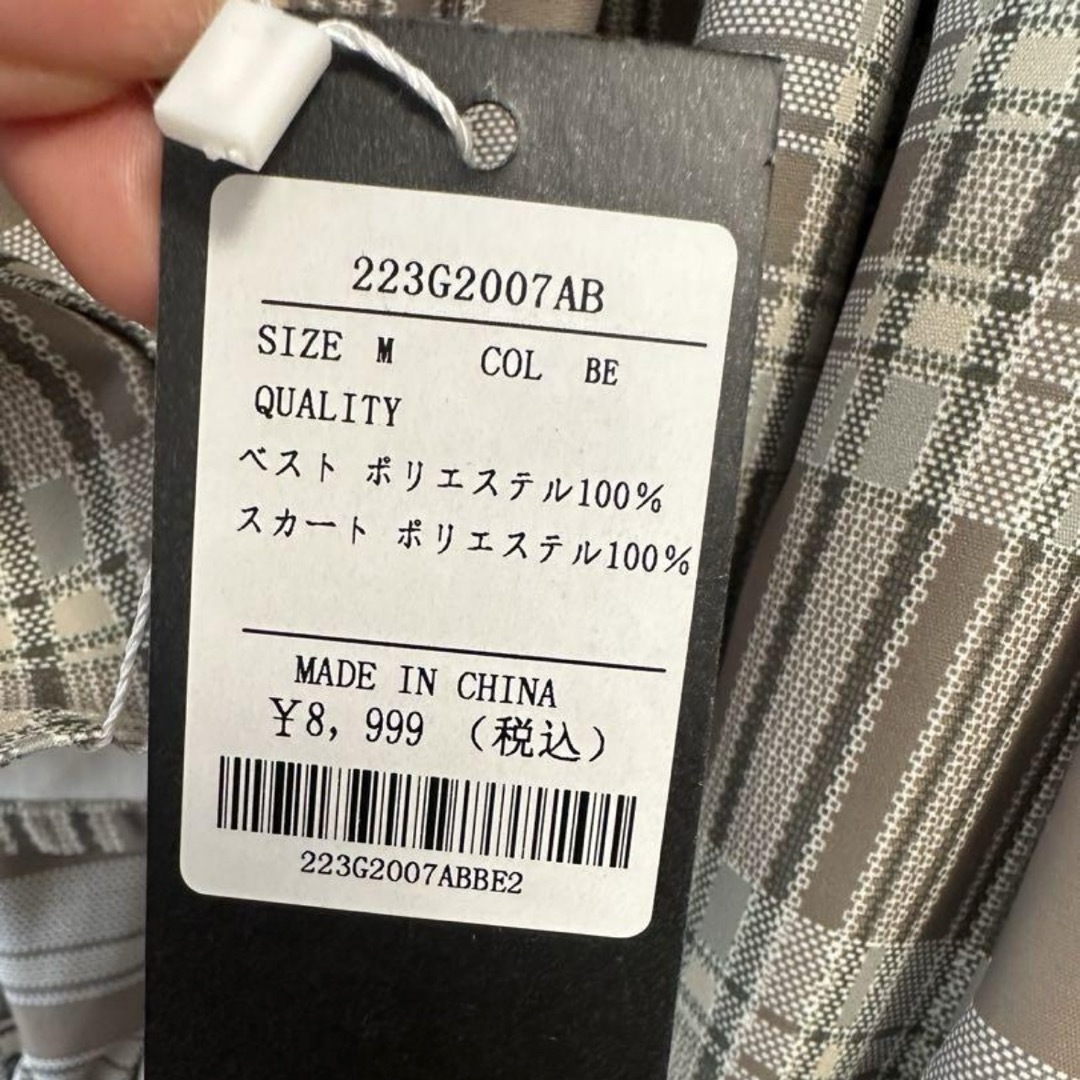 223G2007AB
SIZE M COL BE
QUALITY
ベスト ポリエステル100%
スカート ポリエステル100%
MADE IN CHINA
¥8,999 (税込)
223G2007ABBE2